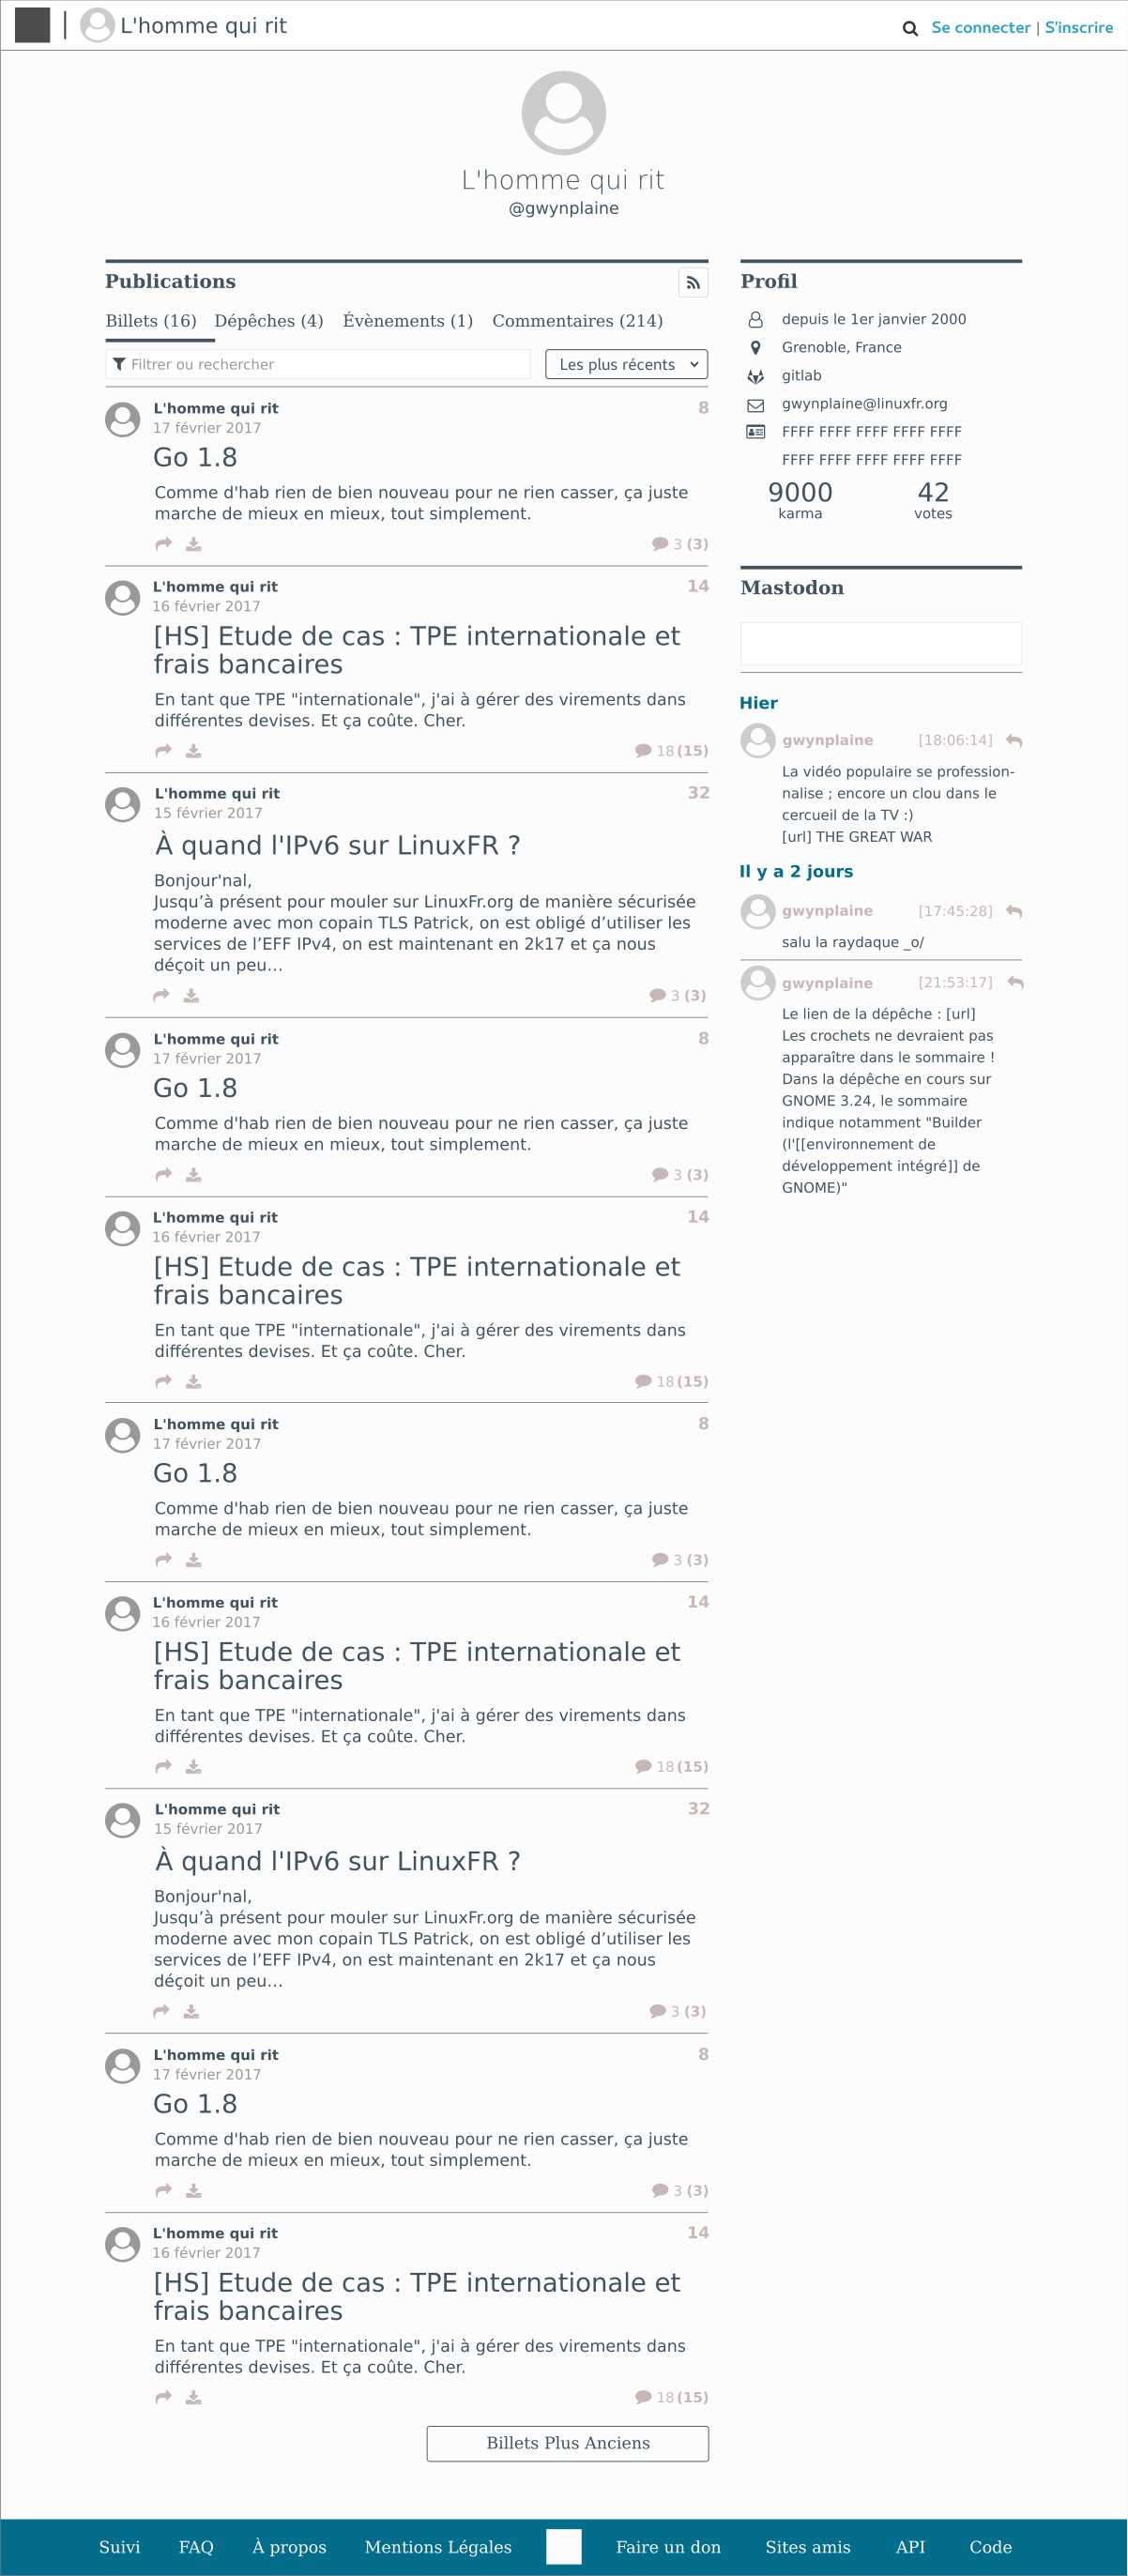 L'homme qui rit
Se connecter | S'inscrire
L'homme qui rit
@gwynplaine
Publications
Billets (16) Dépêches (4) Évènements (1) Commentaires (214)
Filtrer ou rechercher Les plus récents
L'homme qui rit 8
17 février 2017
Go 1.8
Comme d'hab rien de bien nouveau pour ne rien casser, ça juste
marche de mieux en mieux, tout simplement.
3 (3)
L'homme qui rit 14
16 février 2017
[HS] Etude de cas : TPE internationale et
frais bancaires
En tant que TPE "internationale", j'ai à gérer des virements dans
différentes devises. Et ça coûte. Cher.
18 (15)
L'homme qui rit 32
15 février 2017
À quand l'IPv6 sur LinuxFR ?
Bonjour'nal,
Jusqu’à présent pour mouler sur LinuxFr.org de manière sécurisée
moderne avec mon copain TLS Patrick, on est obligé d’utiliser les
services de l’EFF IPv4, on est maintenant en 2k17 et ça nous
déçoit un peu…
3 (3)
L'homme qui rit 8
17 février 2017
Go 1.8
Comme d'hab rien de bien nouveau pour ne rien casser, ça juste
marche de mieux en mieux, tout simplement.
3 (3)
L'homme qui rit 14
16 février 2017
[HS] Etude de cas : TPE internationale et
frais bancaires
En tant que TPE "internationale", j'ai à gérer des virements dans
différentes devises. Et ça coûte. Cher.
18 (15)
L'homme qui rit 8
17 février 2017
Go 1.8
Comme d'hab rien de bien nouveau pour ne rien casser, ça juste
marche de mieux en mieux, tout simplement.
3 (3)
L'homme qui rit 14
16 février 2017
[HS] Etude de cas : TPE internationale et
frais bancaires
En tant que TPE "internationale", j'ai à gérer des virements dans
différentes devises. Et ça coûte. Cher.
18 (15)
L'homme qui rit 32
15 février 2017
À quand l'IPv6 sur LinuxFR ?
Bonjour'nal,
Jusqu’à présent pour mouler sur LinuxFr.org de manière sécurisée
moderne avec mon copain TLS Patrick, on est obligé d’utiliser les
services de l’EFF IPv4, on est maintenant en 2k17 et ça nous
déçoit un peu…
3 (3)
L'homme qui rit 8
17 février 2017
Go 1.8
Comme d'hab rien de bien nouveau pour ne rien casser, ça juste
marche de mieux en mieux, tout simplement.
3 (3)
L'homme qui rit 14
16 février 2017
[HS] Etude de cas : TPE internationale et
frais bancaires
En tant que TPE "internationale", j'ai à gérer des virements dans
différentes devises. Et ça coûte. Cher.
18 (15)
Billets Plus Anciens
Profil
depuis le 1er janvier 2000
Grenoble, France
gitlab
gwynplaine@linuxfr.org
FFFF FFFF FFFF FFFF FFFF
FFFF FFFF FFFF FFFF FFFF
9000 42
karma votes
Mastodon
Hier
gwynplaine [18:06:14]
La vidéo populaire se profession-
nalise ; encore un clou dans le
cercueil de la TV :)
[url] THE GREAT WAR
Il y a 2 jours
gwynplaine [17:45:28]
salu la raydaque _o/
gwynplaine [21:53:17]
Le lien de la dépêche : [url]
Les crochets ne devraient pas
apparaître dans le sommaire !
Dans la dépêche en cours sur
GNOME 3.24, le sommaire
indique notamment "Builder
(l'[[environnement de
développement intégré]] de
GNOME)"
Suivi FAQ À propos Mentions Légales Faire un don Sites amis API Code